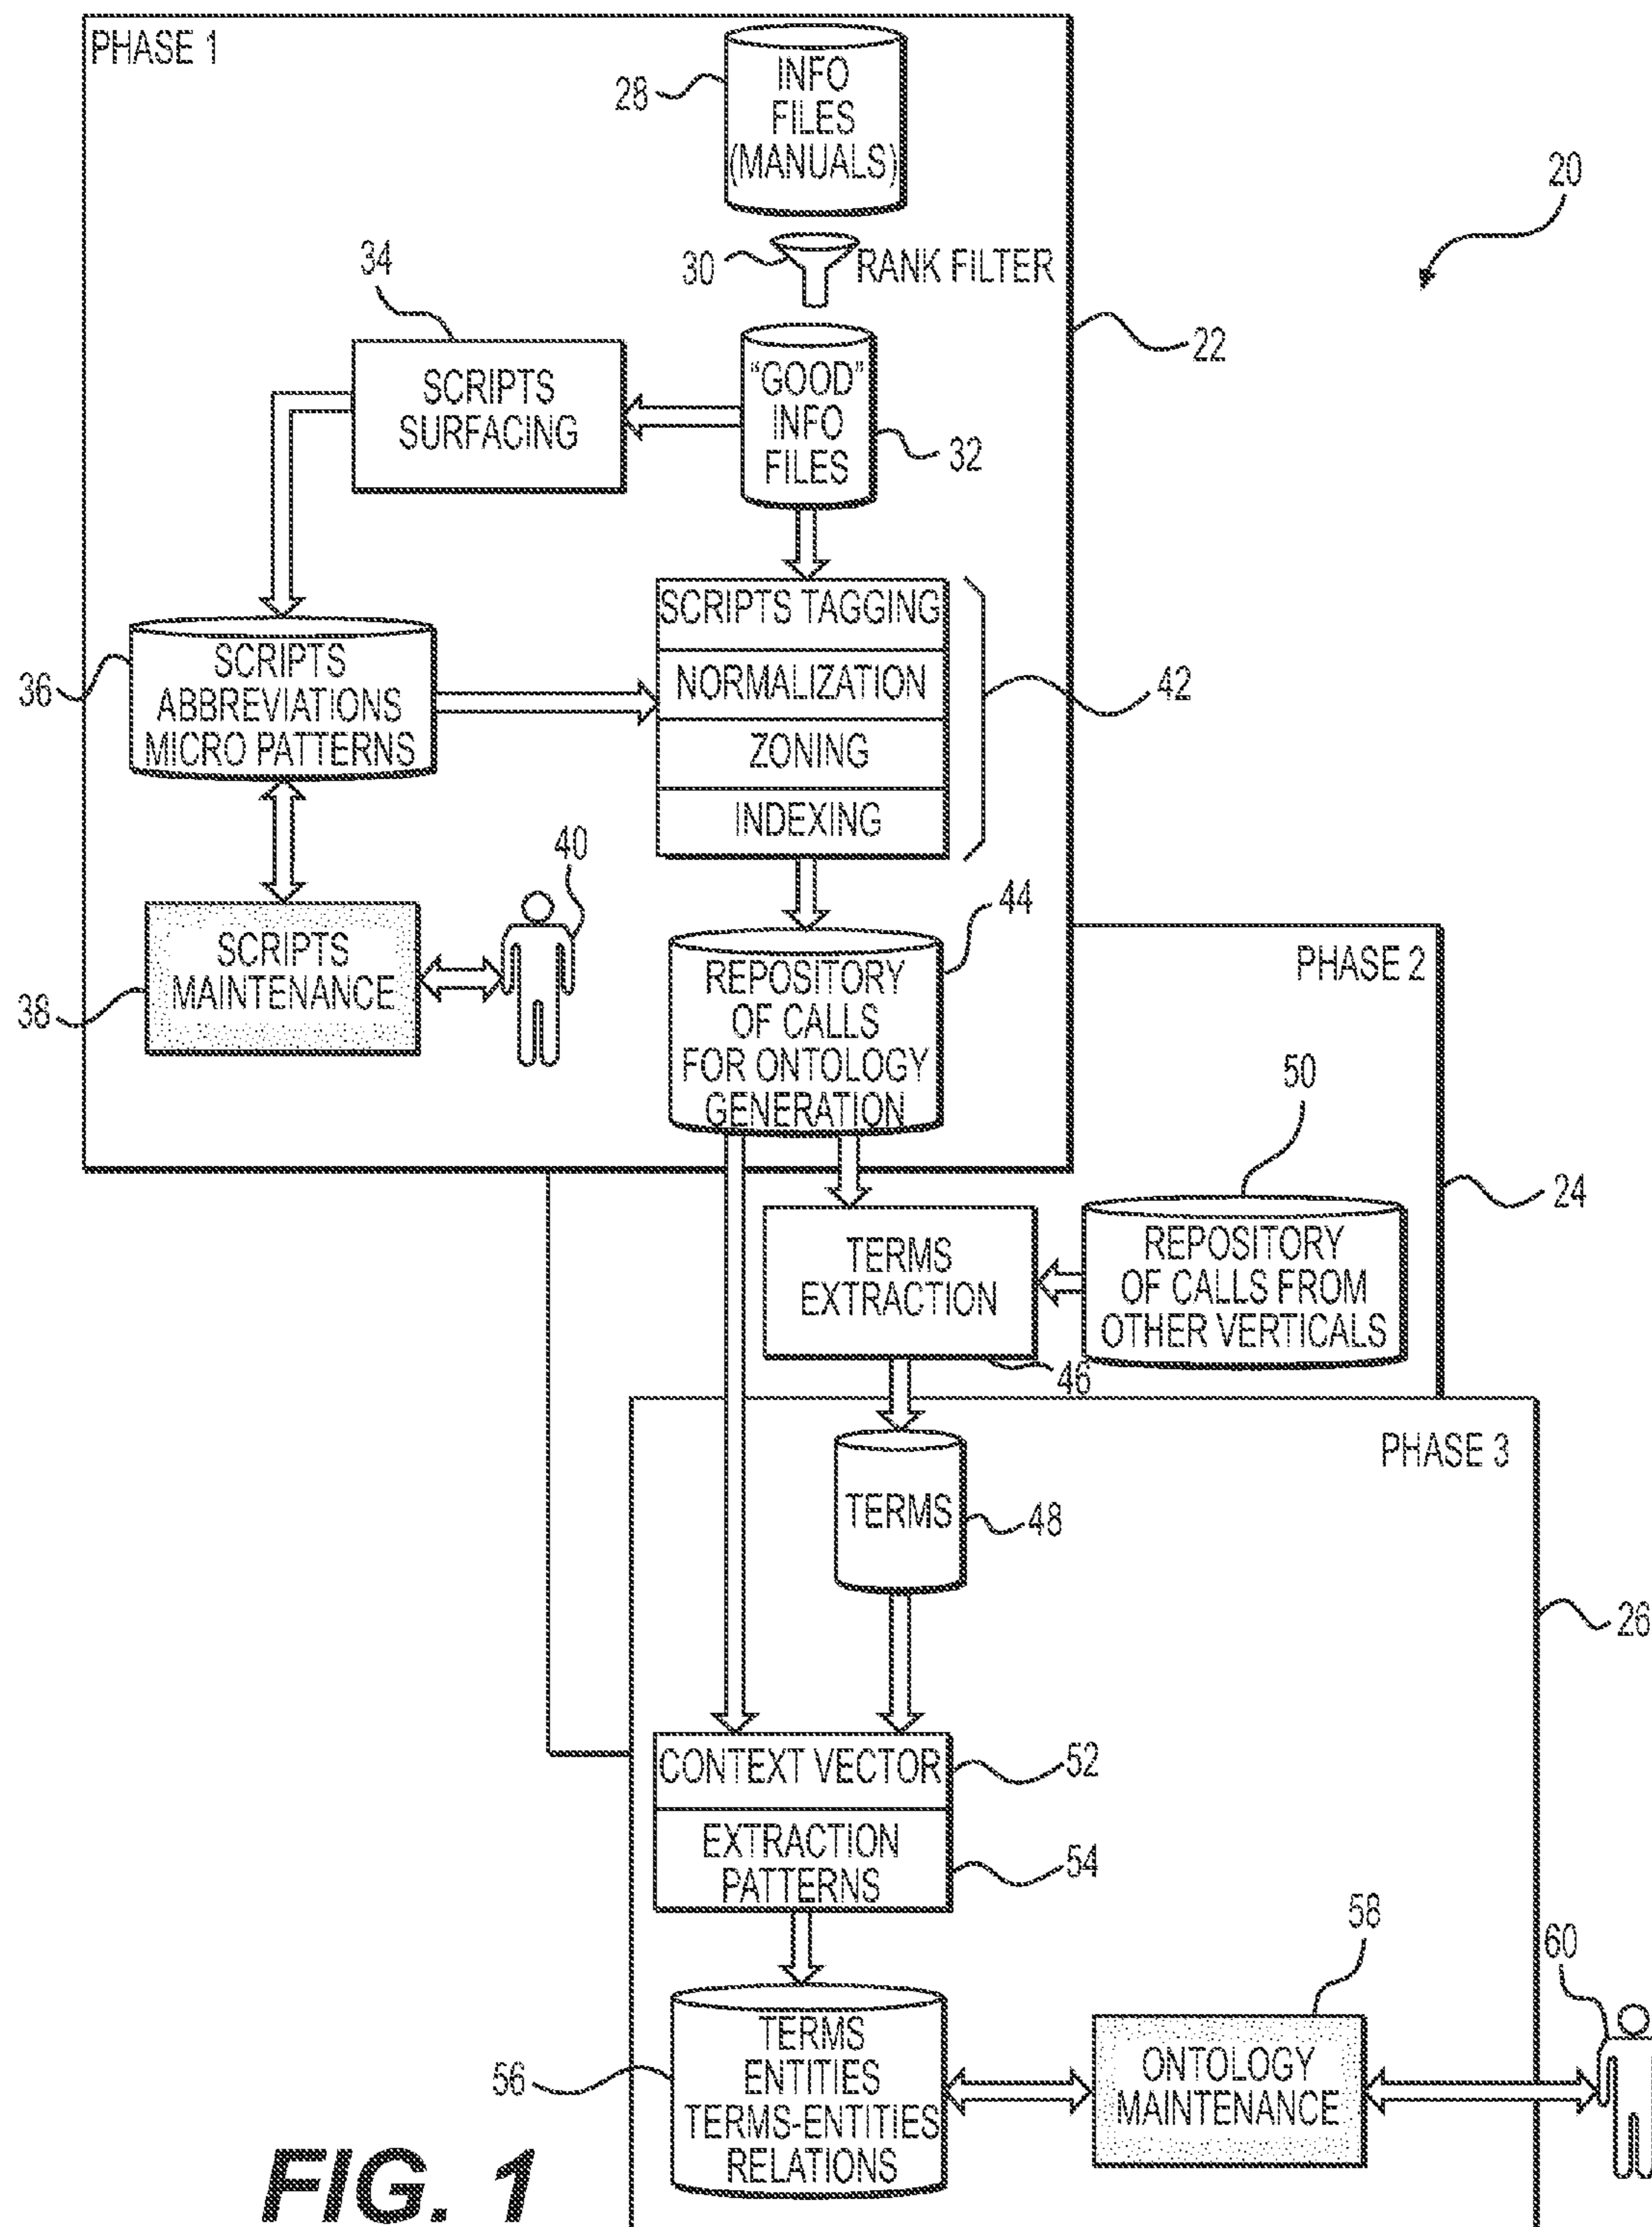 PHASE 1
INFO
FILES
(MANUALS)
28
20
30
RANK FILTER
34
22
SCRIPTS
SURFACING
"GOOD"
INFO
FILES
32
SCRIPTS TAGGING
NORMALIZATION
ZONING
INDEXING
42
36
SCRIPTS
ABBREVIATIONS
MICRO PATTERNS
40
44
SCRIPTS
MAINTENANCE
38
REPOSITORY
OF CALLS
FOR ONTOLOGY
GENERATION
PHASE 2
50
24
TERMS
EXTRACTION
REPOSITORY
OF CALLS FROM
OTHER VERTICALS
46
PHASE 3
TERMS
48
26
CONTEXT VECTOR
52
EXTRACTION
PATTERNS
54
58
60
56
TERMS
ENTITIES
TERMS-ENTITIES
RELATIONS
ONTOLOGY
MAINTENANCE
FIG. 1